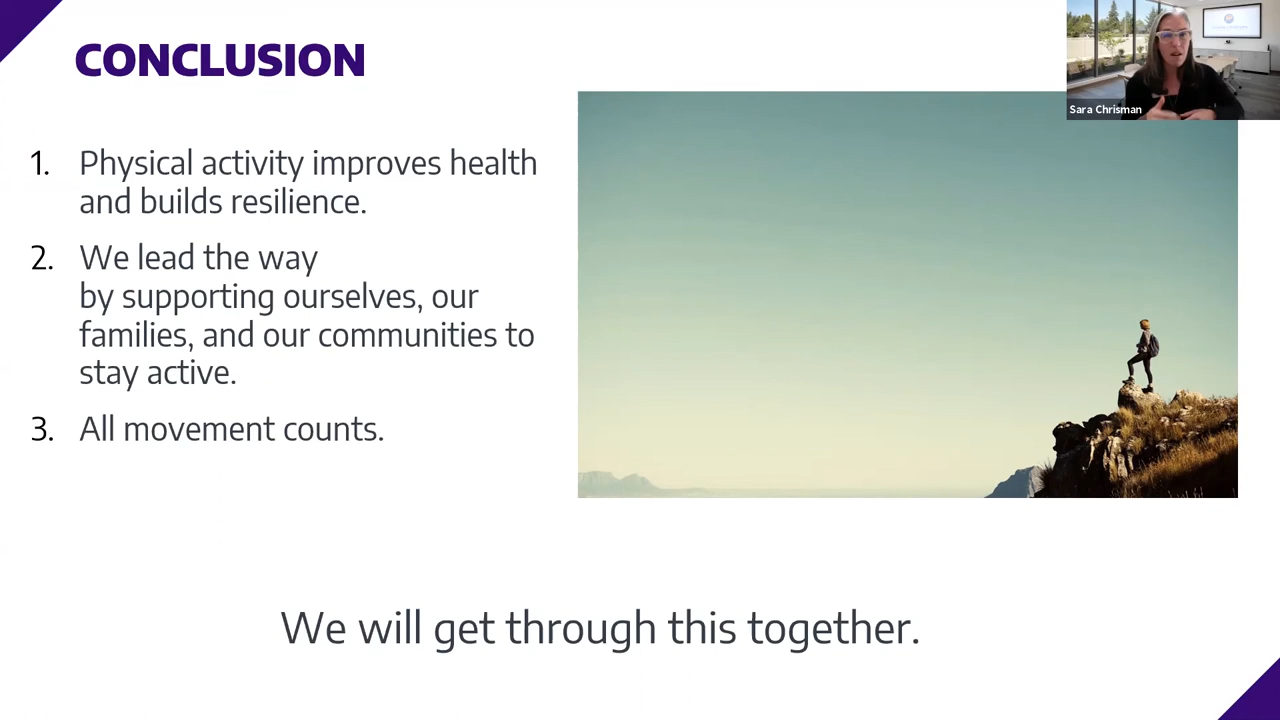 CONCLUSION
Sara Chrisman
1. Physical activity improves health
and builds resilience.
2. We lead the way
by supporting ourselves, our
families, and our communities to
stay active.
3. All movement counts.
We will get through this together.